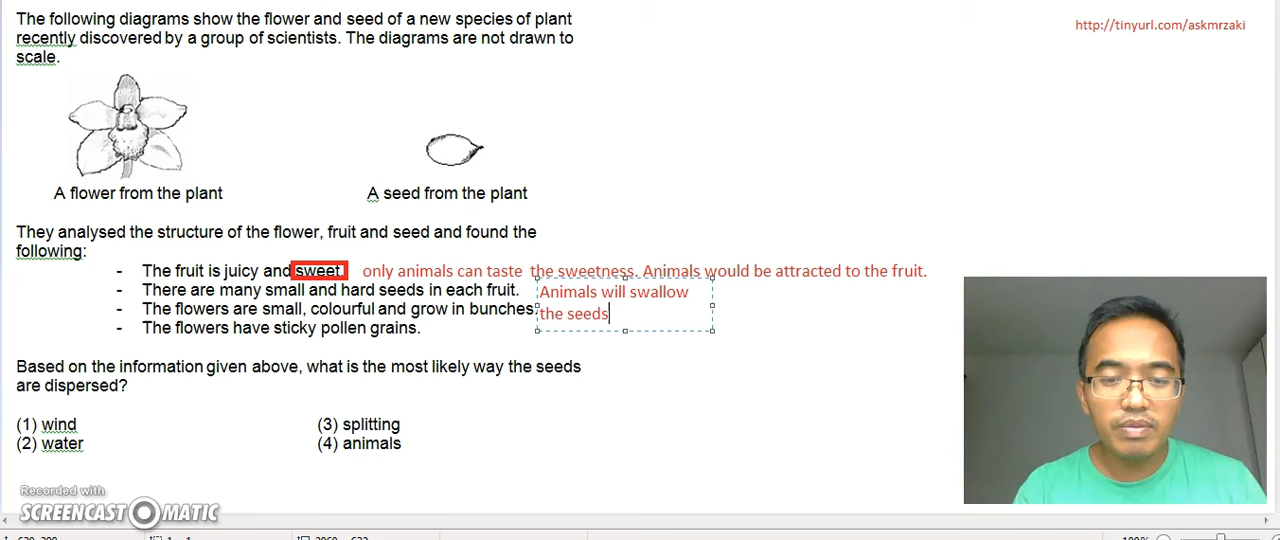 The following diagrams show the flower and seed of a new species of plant
http://tinyurl.com/askmrzaki
recently discovered by a group of scientists. The diagrams are not drawn to
scale.
A flower from the plant
A seed from the plant
They analysed the structure of the flower, fruit and seed and found the
following:
- The fruit is juicy and sweet. only animals can taste the sweetness. Animals would be attracted to the fruit.
- There are many small and hard seeds in each fruit. Animals will swallow
- The flowers are small, colourful and grow in bunches. the seeds
- The flowers have sticky pollen grains.
Based on the information given above, what is the most likely way the seeds
are dispersed?
(1) wind (3) splitting
(2) water (4) animals
Recorded with
SCREENCAST MATIC
100%